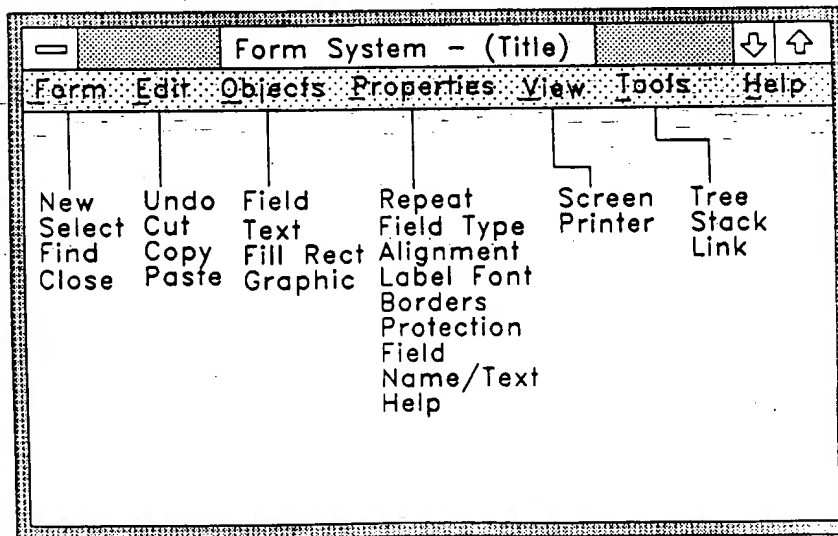 Form System - (Title)
Form Edit Objects Properties View Tools Help
New
Select
Find
Close
Undo
Cut
Copy
Paste
Field
Text
Fill Rect
Graphic
Repeat
Field Type
Alignment
Label Font
Borders
Protection
Field
Name/Text
Help
Screen
Printer
Tree
Stack
Link